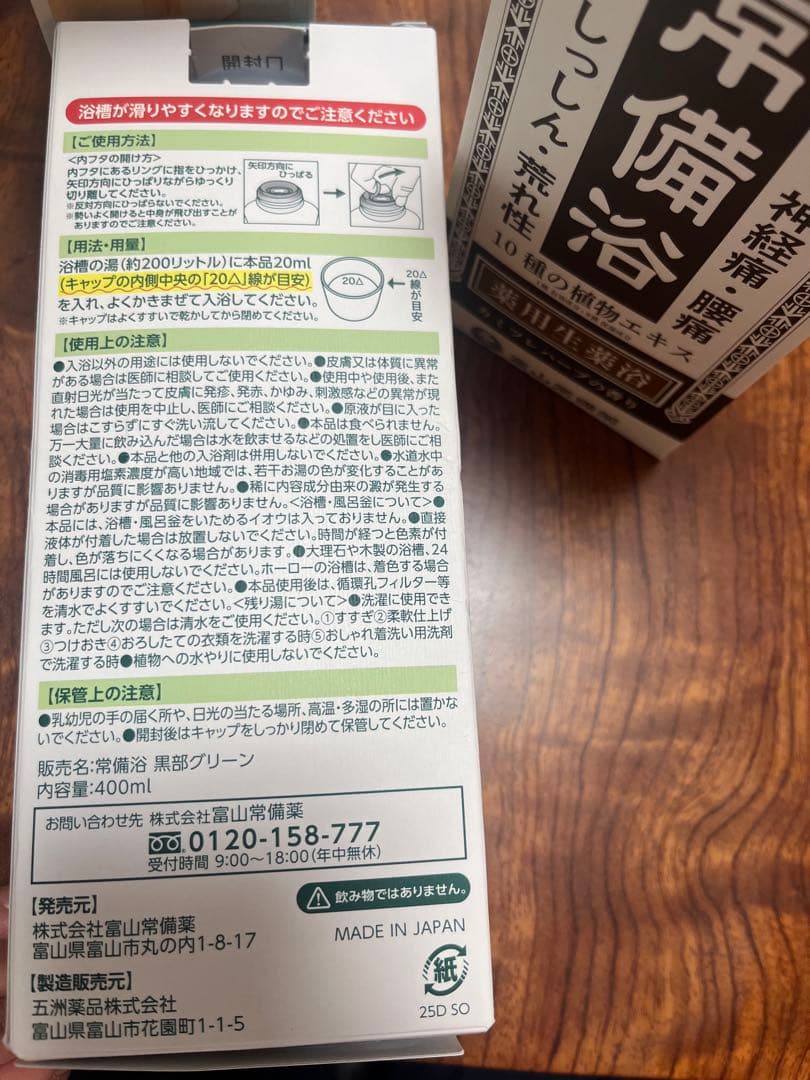 開封口
浴槽が滑りやすくなりますのでご注意ください
【ご使用方法】
<内フタの開け方>
内フタにあるリングに指をひっかけ、
矢印方向にひっぱりながらゆっくり
切り離してください。
※反対方向にひっぱらないでください。
※勢いよく開けると中身が飛び出すことが
ありますのでご注意ください。
矢印方向に
ひっぱる
【用法・用量】
浴槽の湯(約200リットル)に本品20ml
(キャップの内側中央の「20△」線が目安)
を入れ、よくかきまぜて入浴してください。
※キャップはよくすすいで乾かしてから閉めてください。
20△
20△
線が目安
【使用上の注意】
●入浴以外の用途には使用しないでください。●皮膚又は体質に異常
がある場合は医師に相談してご使用ください。●使用中や使用後、また
直射日光が当たって皮膚に発疹、発赤、かゆみ、刺激感などの異常が現
れた場合は使用を中止し、医師にご相談ください。●原液が目に入った
場合はこすらずにすぐ洗い流してください。●本品は食べられません。
万一大量に飲み込んだ場合は水を飲ませるなどの処置をし医師にご相
談ください。●本品と他の入浴剤は併用しないでください。●水道水中
の消毒用塩素濃度が高い地域では、若干お湯の色が変化することがあ
りますが品質に影響ありません。●稀に内容成分由来の澱が発生する
場合がありますが品質に影響ありません。<浴槽・風呂釜について>●
本品には、浴槽・風呂釜をいためるイオウは入っておりません。●直接
液体が付着した場合は放置しないでください。時間が経つと色素が付
着し、色が落ちにくくなる場合があります。●大理石や木製の浴槽、24
時間風呂には使用しないでください。ホーローの浴槽は、着色する場合
がありますのでご注意ください。●本品使用後は、循環孔フィルター等
を清水でよくすすいでください。<残り湯について>●洗濯に使用でき
ます。ただし次の場合は清水をご使用ください。①すすぎ②柔軟仕上げ
③つけおき④おろしたての衣類を洗濯する時⑤おしゃれ着洗い用洗剤
で洗濯する時●植物への水やりに使用しないでください。
【保管上の注意】
●乳幼児の手の届く所や、日光の当たる場所、高温・多湿の所には置かな
いでください。●開封後はキャップをしっかり閉めて保管してください。
販売名:常備浴 黒部グリーン
内容量:400ml
お問い合わせ先 株式会社富山常備薬
0120-158-777
受付時間 9:00〜18:00(年中無休)
飲み物ではありません。
【発売元】
株式会社富山常備薬
富山県富山市丸の内1-8-17
MADE IN JAPAN
【製造販売元】
五洲薬品株式会社
富山県富山市花園町1-1-5
紙
25D SO
常備浴
しっしん・荒れ性
神経痛・腰痛
10種の植物エキス
薬用生薬浴
カミツレハーブの香り